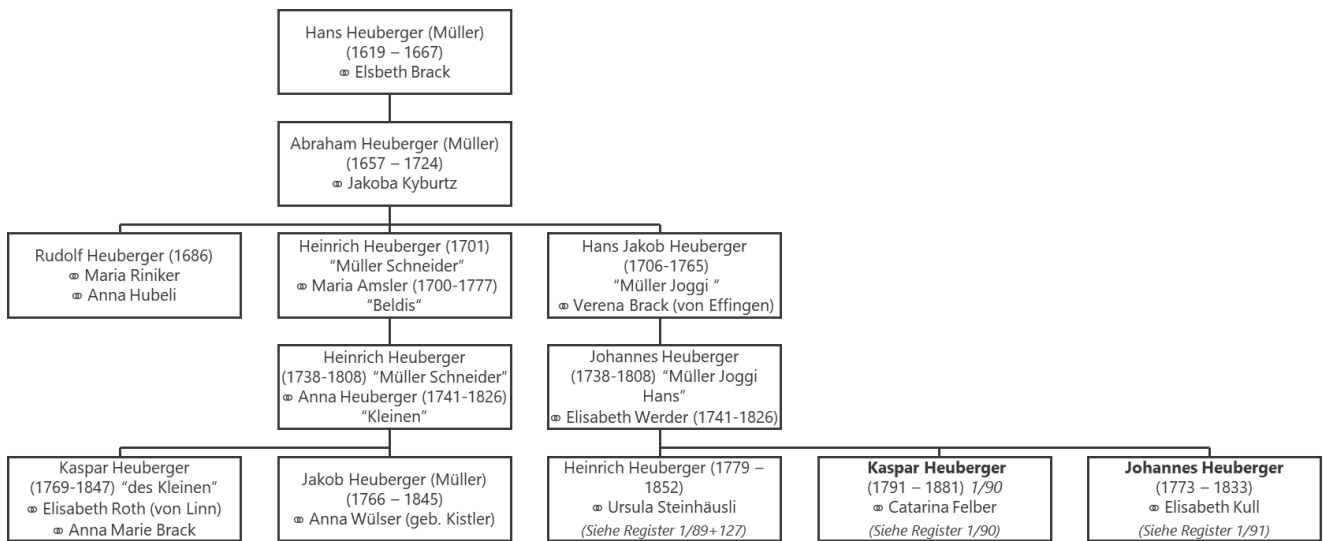 Hans Heuberger (Müller)
(1619 – 1667)
⚭ Elsbeth Brack
Abraham Heuberger (Müller)
(1657 – 1724)
⚭ Jakoba Kyburtz
Rudolf Heuberger (1686)
⚭ Maria Riniker
⚭ Anna Hubeli
Heinrich Heuberger (1701)
"Müller Schneider"
⚭ Maria Amsler (1700-1777)
"Beldis“
Hans Jakob Heuberger
(1706-1765)
"Müller Joggi “
⚭ Verena Brack (von Effingen)
Heinrich Heuberger
(1738-1808) "Müller Schneider"
⚭ Anna Heuberger (1741-1826)
"Kleinen“
Johannes Heuberger
(1738-1808) "Müller Joggi
Hans"
⚭ Elisabeth Werder (1741-1826)
Kaspar Heuberger
(1769-1847) "des Kleinen"
⚭ Elisabeth Roth (von Linn)
⚭ Anna Marie Brack
Jakob Heuberger (Müller)
(1766 – 1845)
⚭ Anna Wülser (geb. Kistler)
Heinrich Heuberger (1779 –
1852)
⚭ Ursula Steinhäusli
(Siehe Register 1/89+127)
Kaspar Heuberger
(1791 – 1881) 1/90
⚭ Catarina Felber
(Siehe Register 1/90)
Johannes Heuberger
(1773 – 1833)
⚭ Elisabeth Kull
(Siehe Register 1/91)